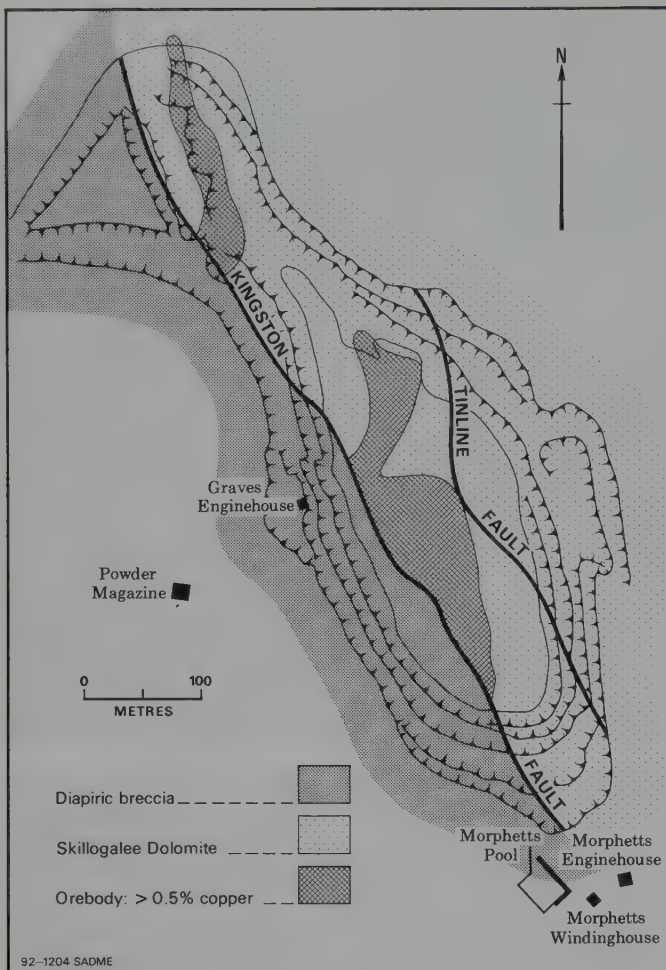 N
KINGSTON
TINLINE
FAULT
Graves
Enginehouse
Powder
Magazine
0 100
METRES
FAULT
Diapiric breccia
Skillogalee Dolomite
Orebody: > 0.5% copper
Morphetts
Pool
Morphetts
Enginehouse
Morphetts
Windinghouse
92–1204 SADME